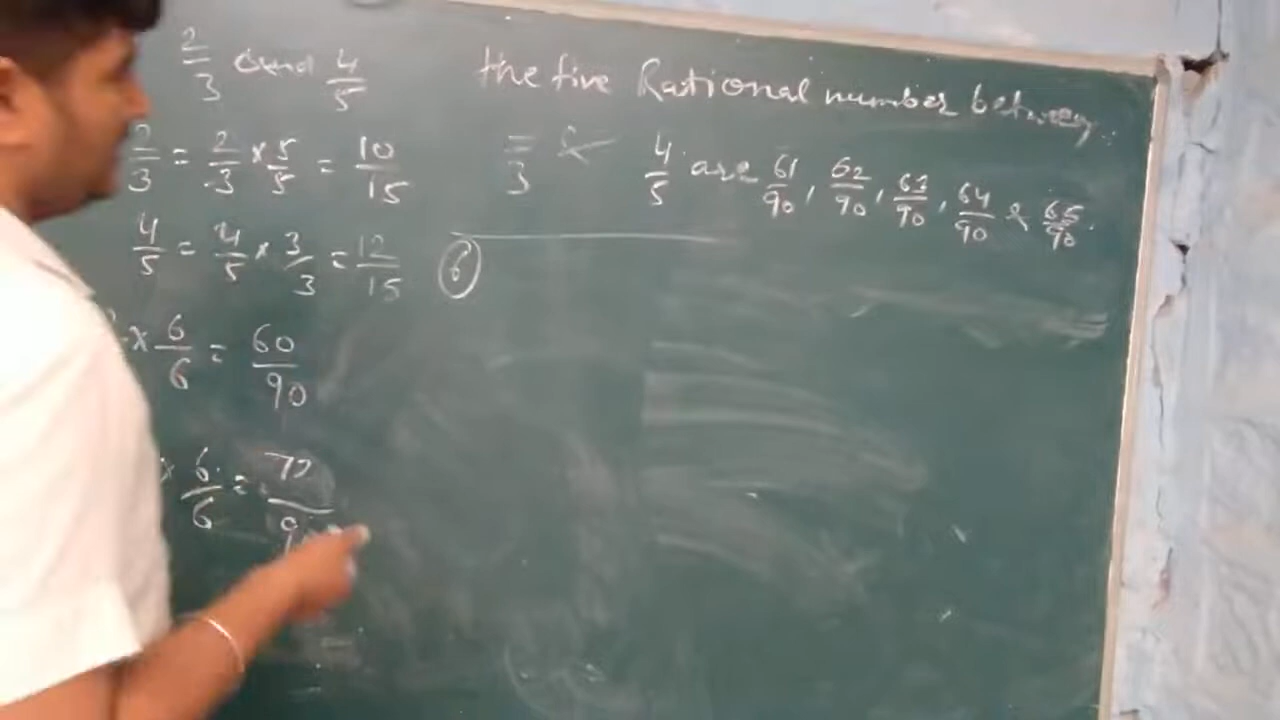 2/3 and 4/5
2/3 = 2/3 × 5/5 = 10/15
4/5 = 4/5 × 3/3 = 12/15 6
× 6/6 = 60/90
× 6/6 = 72
the five Rational number between
/3 & 4/5 are 61/90, 62/90, 63/90, 64/90 & 65/90.